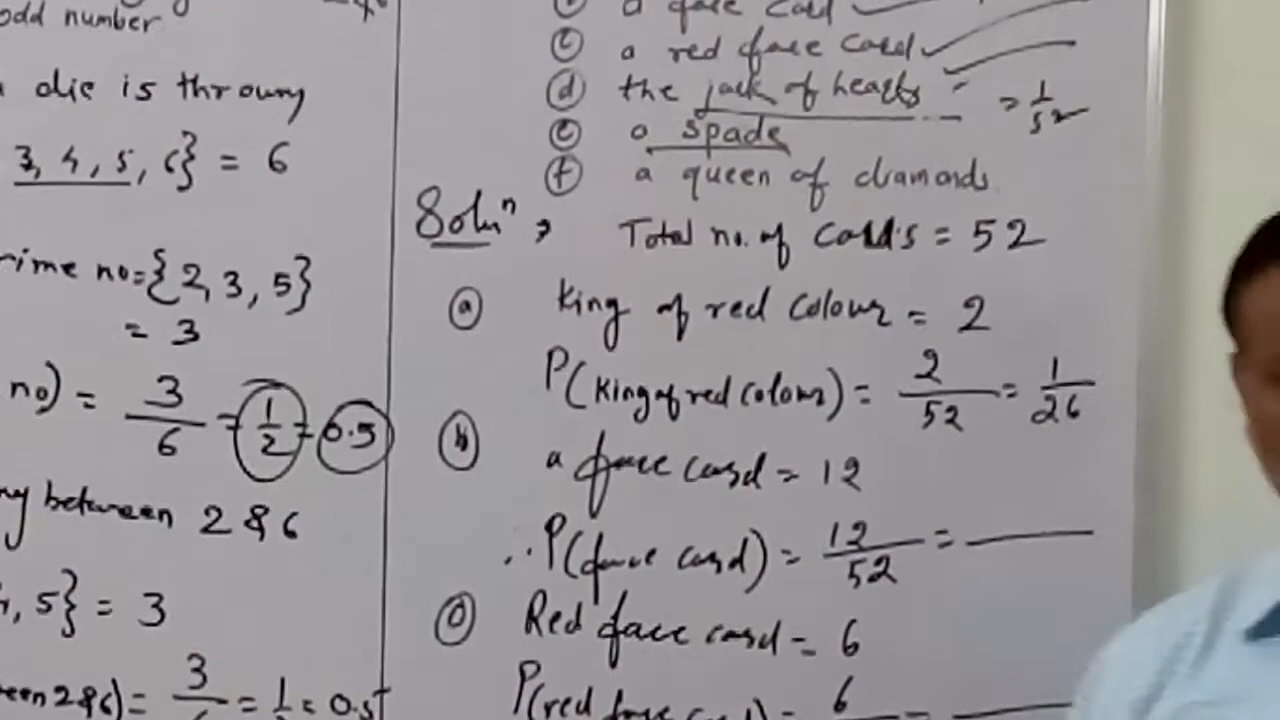 odd number
die is thrown
3, 4, 5, 6} = 6
rime no={2, 3, 5}
= 3
no) = 3/6 = 1/2 = 0.5
between 2 & 6
, 5} = 3
een 2 & 6) = 3/ = 1/ = 0.5
a face card
ⓒ a red face card
ⓓ the jack of hearts = 1/52
ⓔ a spade
ⓕ a queen of diamonds
Soluⁿ, Total no. of cards = 52
ⓐ King of red colour = 2
P(King of red colour) = 2/52 = 1/26
ⓑ a face card = 12
∴ P(face card) = 12/52 =
ⓒ Red face card = 6
P(red face card) = 6